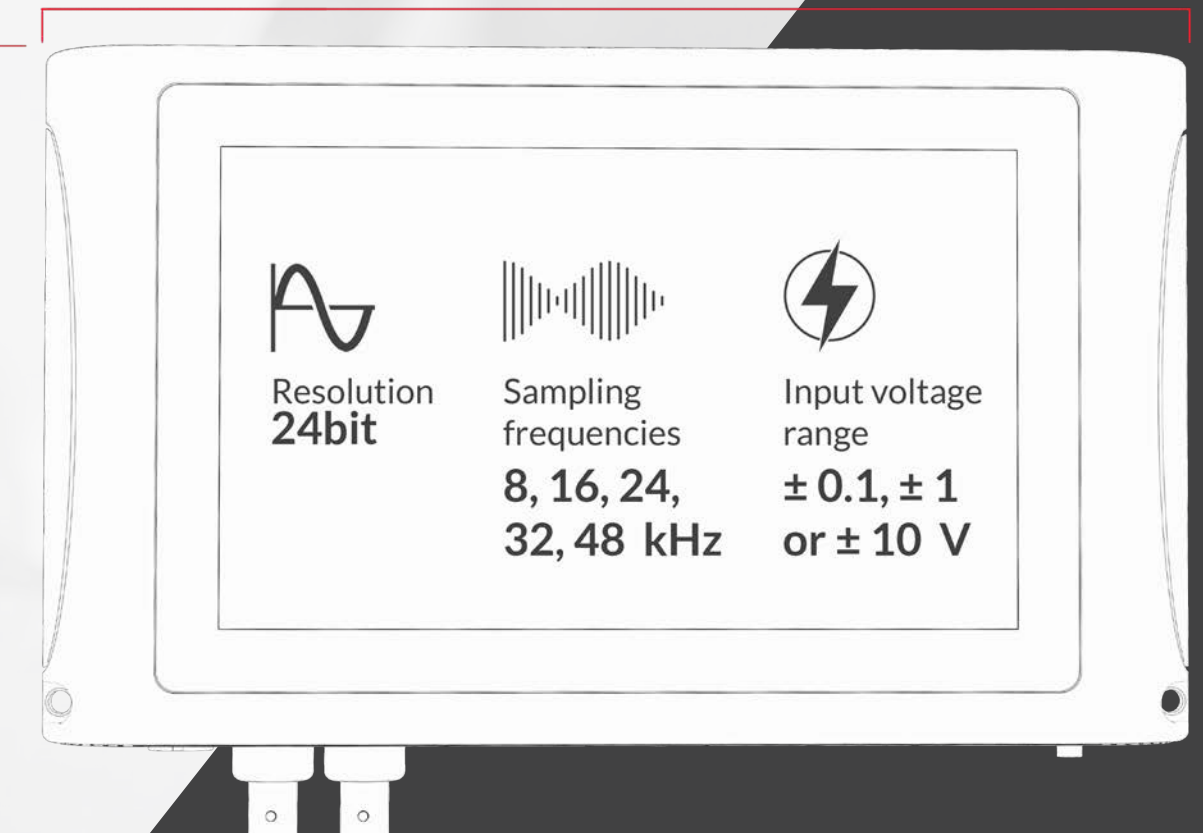 Resolution
24bit
Sampling
frequencies
8, 16, 24,
32, 48 kHz
Input voltage
range
± 0.1, ± 1
or ± 10 V